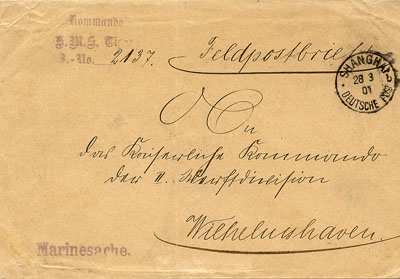 Kommando
S.M.S. Tiger
J.-No. 2137. Feldpostbrief
SHANGHAI b
28 3
01
DEUTSCHE POST
An
das Kaiserliche Kommando
der II. Werftdivision
Wilhelmshaven.
Marinesache.